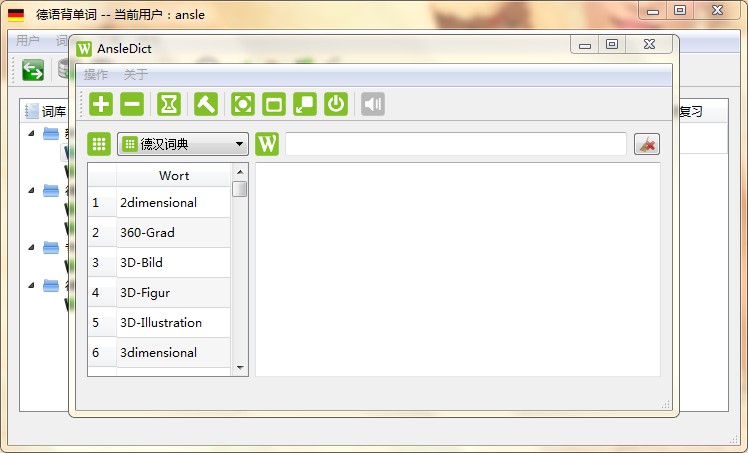 德语背单词 -- 当前用户：ansle
用户
AnsleDict
操作 关于
词库
复习
德汉词典
W
Wort
1 2dimensional
2 360-Grad
3 3D-Bild
4 3D-Figur
5 3D-Illustration
6 3dimensional